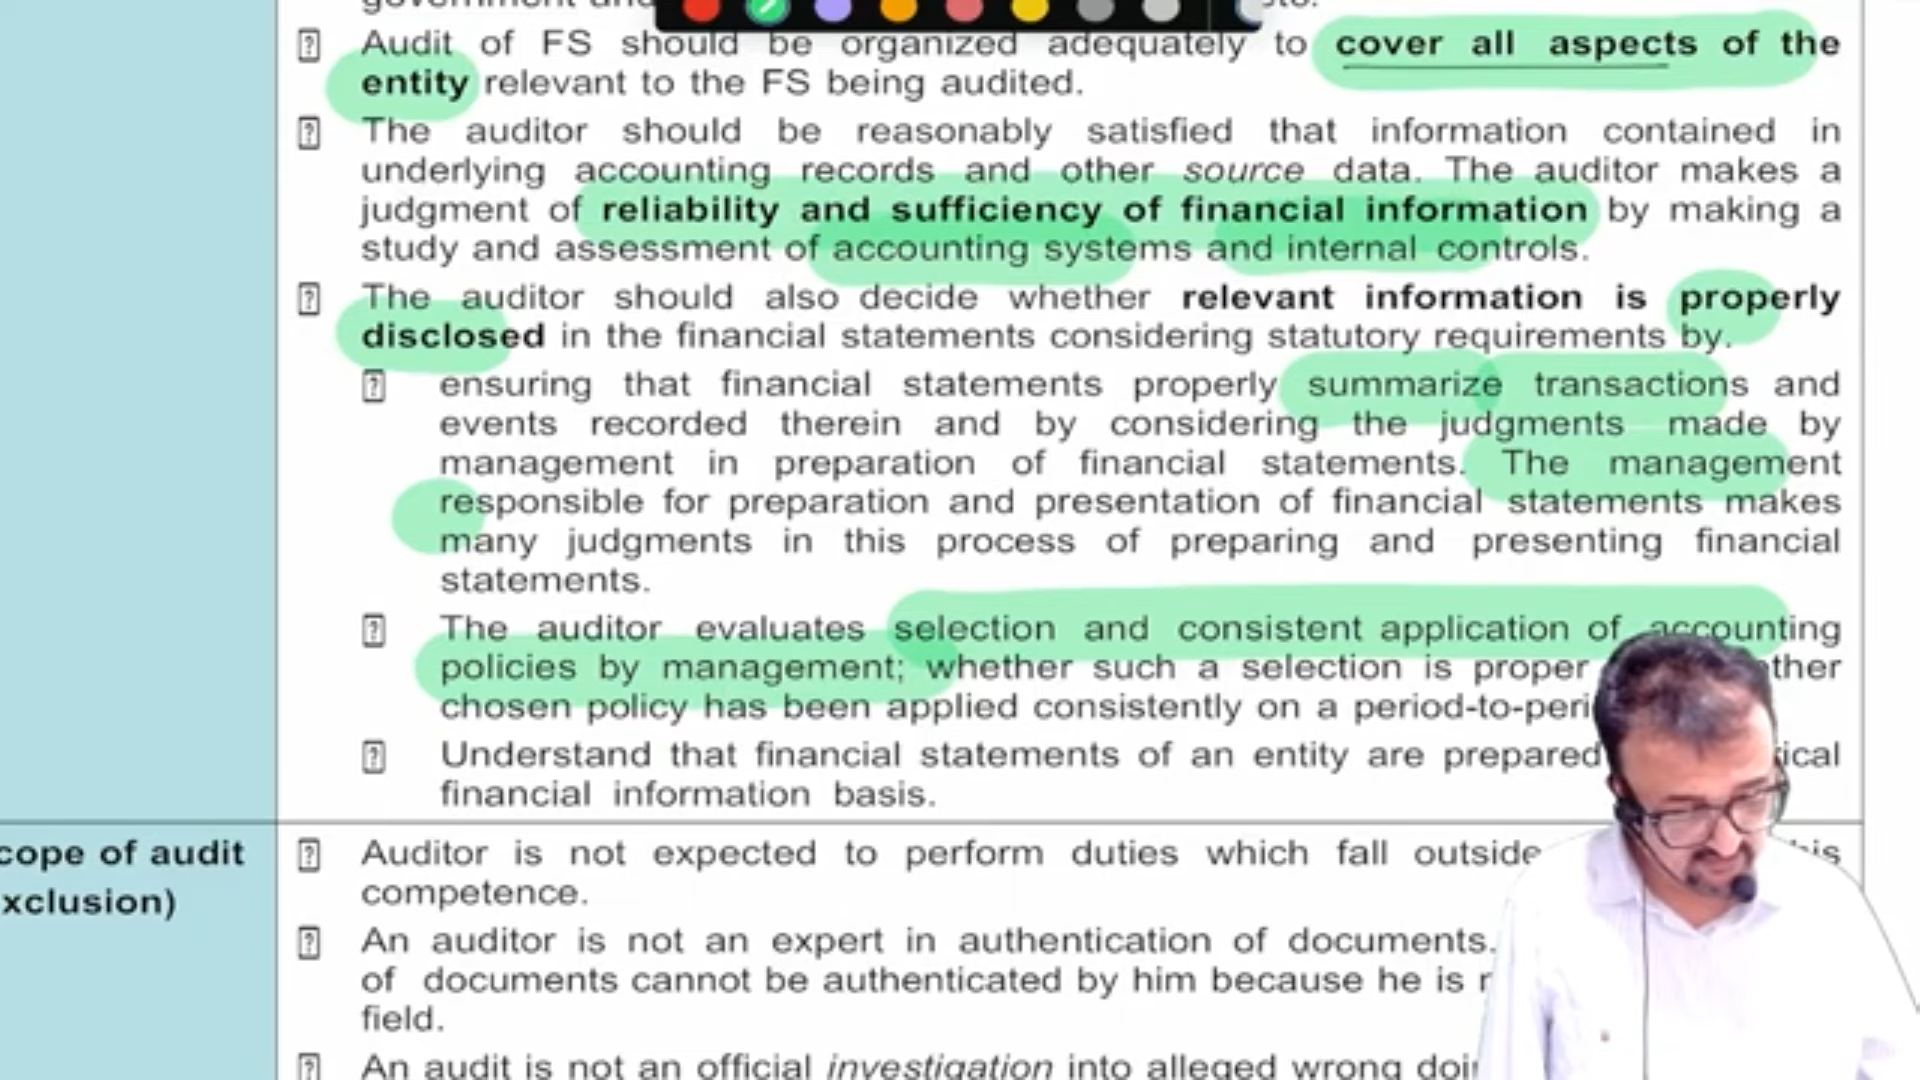 government and
Audit of FS should be organized adequately to cover all aspects of the
entity relevant to the FS being audited.
The auditor should be reasonably satisfied that information contained in
underlying accounting records and other source data. The auditor makes a
judgment of reliability and sufficiency of financial information by making a
study and assessment of accounting systems and internal controls.
The auditor should also decide whether relevant information is properly
disclosed in the financial statements considering statutory requirements by.
ensuring that financial statements properly summarize transactions and
events recorded therein and by considering the judgments made by
management in preparation of financial statements. The management
responsible for preparation and presentation of financial statements makes
many judgments in this process of preparing and presenting financial
statements.
The auditor evaluates selection and consistent application of accounting
policies by management; whether such a selection is proper
chosen policy has been applied consistently on a
Understand that financial statements of an entity are prepared
financial information basis.
cope of audit
xclusion)
Auditor is not expected to perform duties which fall outside
competence.
An auditor is not an expert in authentication of documents.
of documents cannot be authenticated by him because he is
field.
An audit is not an official investigation into alleged wrong